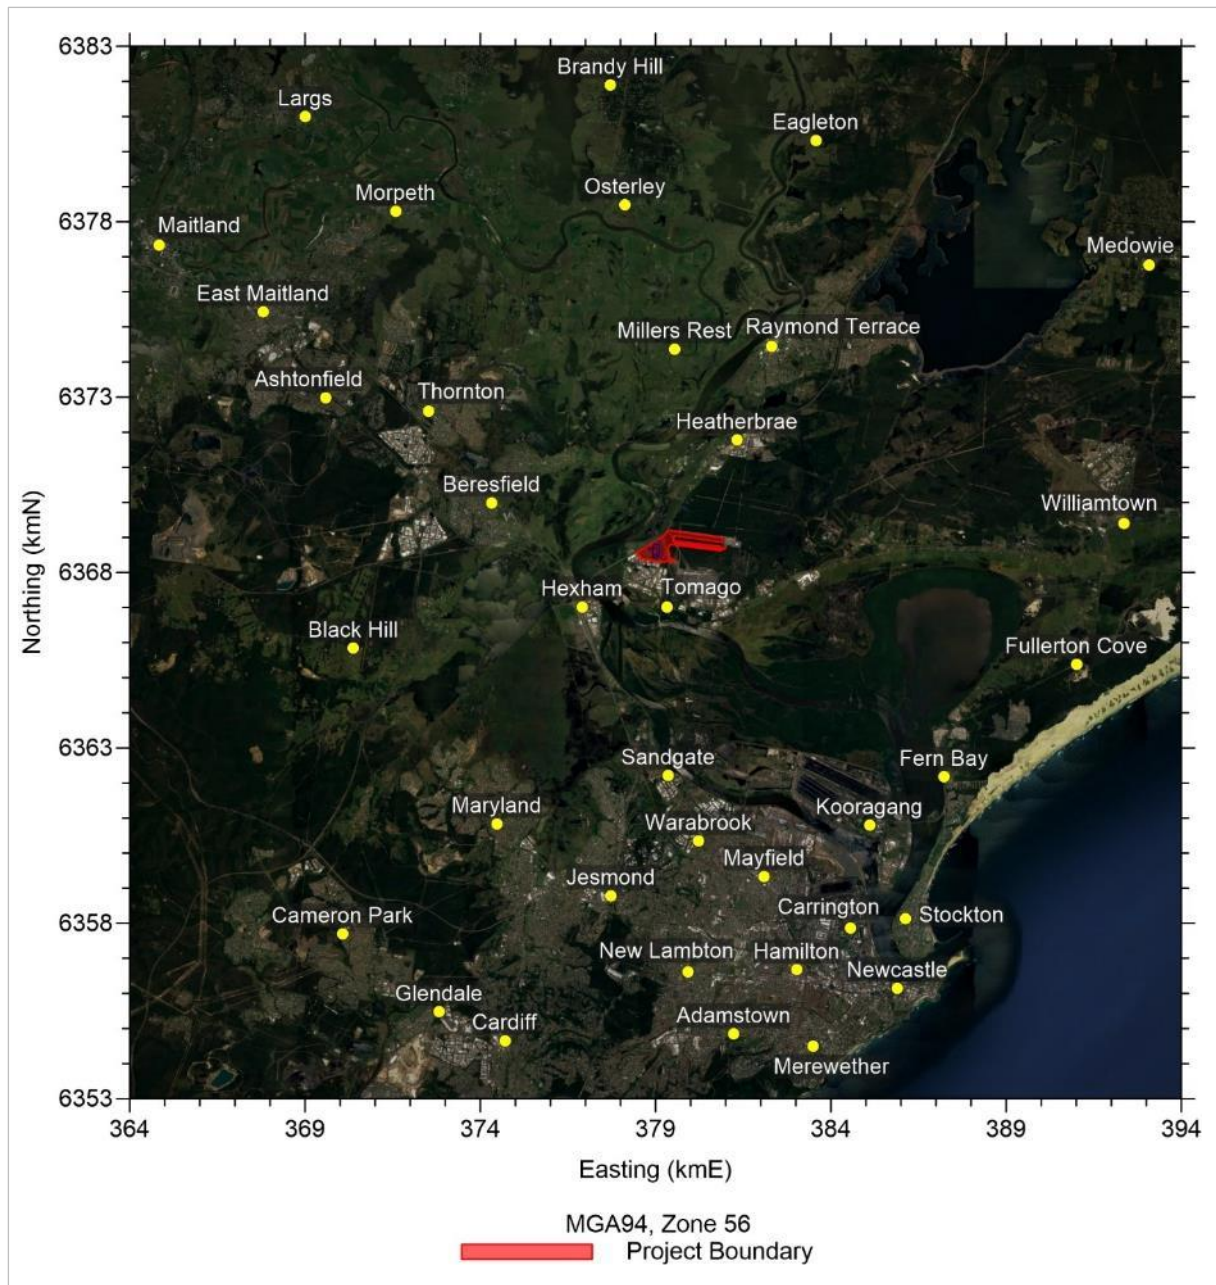 6383
Brandy Hill
Largs
Eagleton
Osterley
Morpeth
6378
Maitland
Medowie
East Maitland
Millers Rest
Raymond Terrace
Ashtonfield
6373
Thornton
Heatherbrae
Beresfield
Williamtown
6368
Hexham
Tomago
Black Hill
Fullerton Cove
Northing (kmN)
6363
Sandgate
Fern Bay
Maryland
Kooragang
Warabrook
Mayfield
Jesmond
Carrington
Stockton
6358
Cameron Park
New Lambton
Hamilton
Newcastle
Glendale
Cardiff
Adamstown
Merewether
6353
364
369
374
379
384
389
394
Easting (kmE)
MGA94, Zone 56
Project Boundary